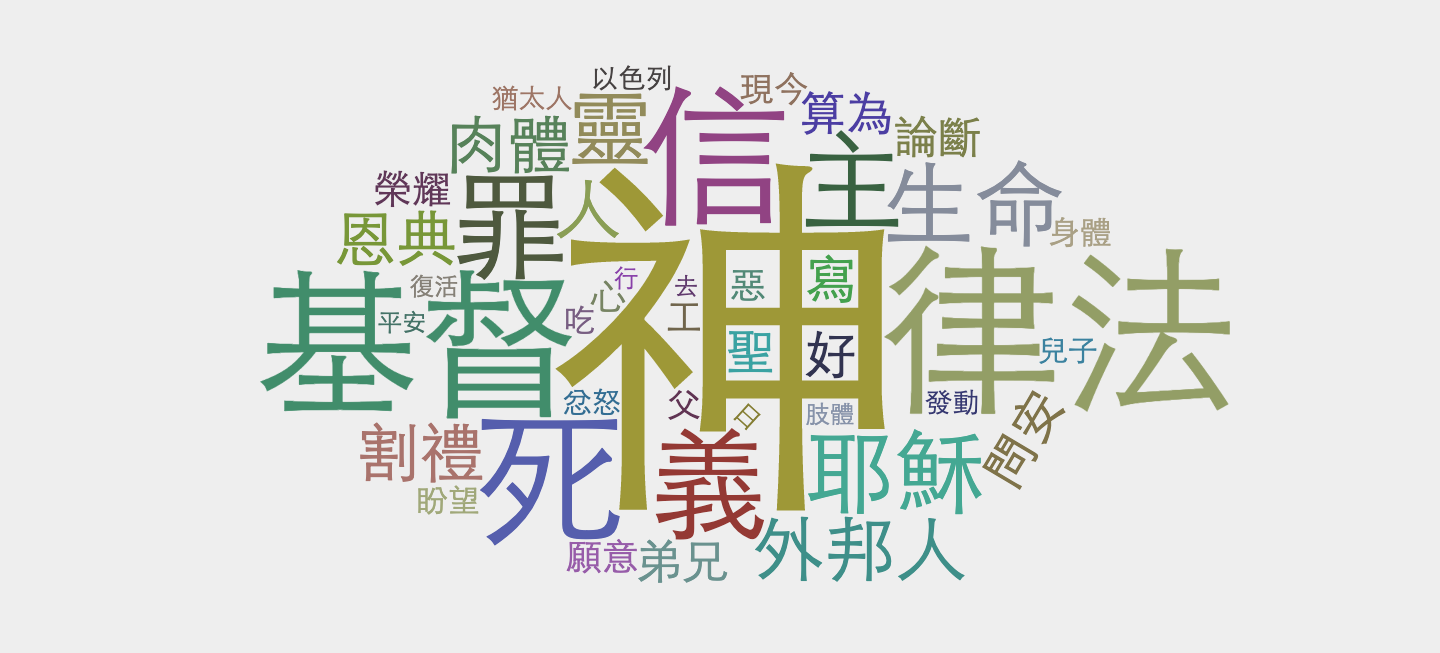 以色列
現今
猶太人
靈
信
算為
論斷
肉體
主
榮耀
罪
人
生命
恩典
身體
神
律法
基督
復活
行
心
去
惡
寫
平安
吃
工
聖
好
兒子
忿怒
父
日
肢體
發動
問安
割禮
死
義
耶穌
盼望
外邦人
願意
弟兄